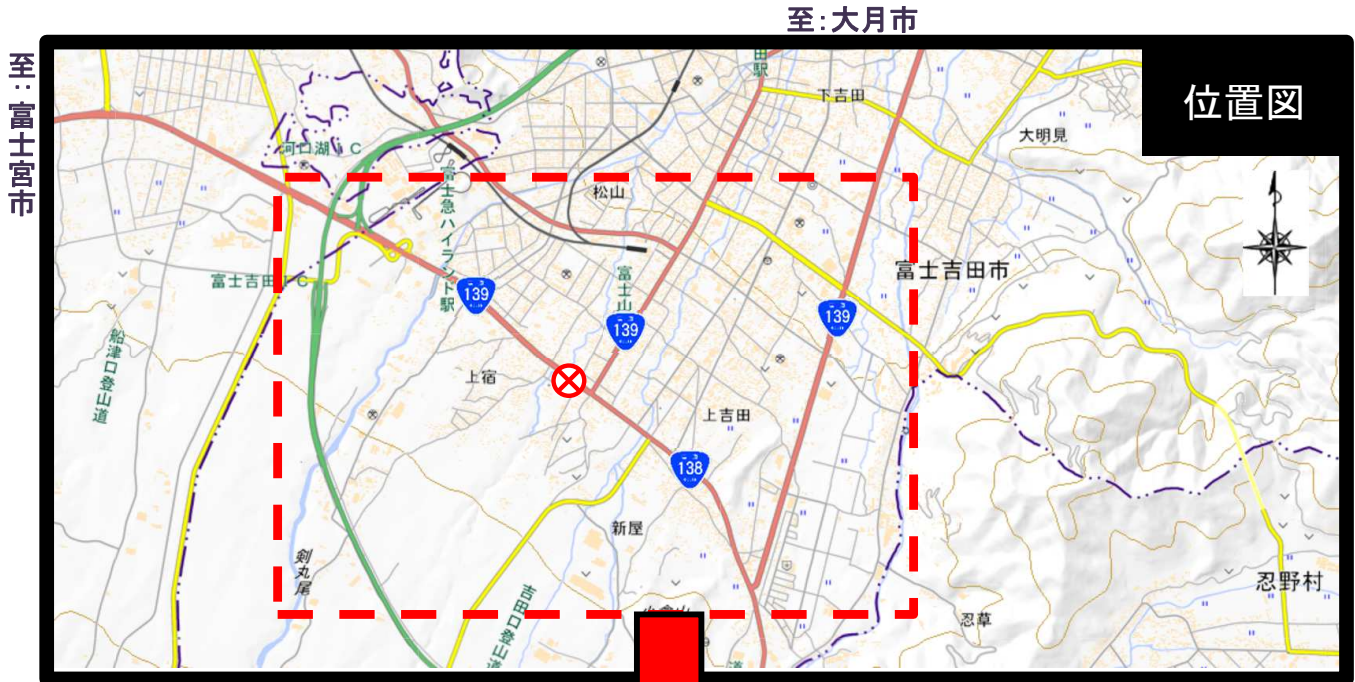 至:大月市
至:富士宮市
位置図
田駅
下吉田
大明見
河口湖IC
富士急ハイランド駅
松山
富士吉田市
富士吉田IC
139
富士山
139
139
船津口登山道
上宿
上吉田
138
新屋
剣丸尾
吉田口登山道
忍野村
忍草
道